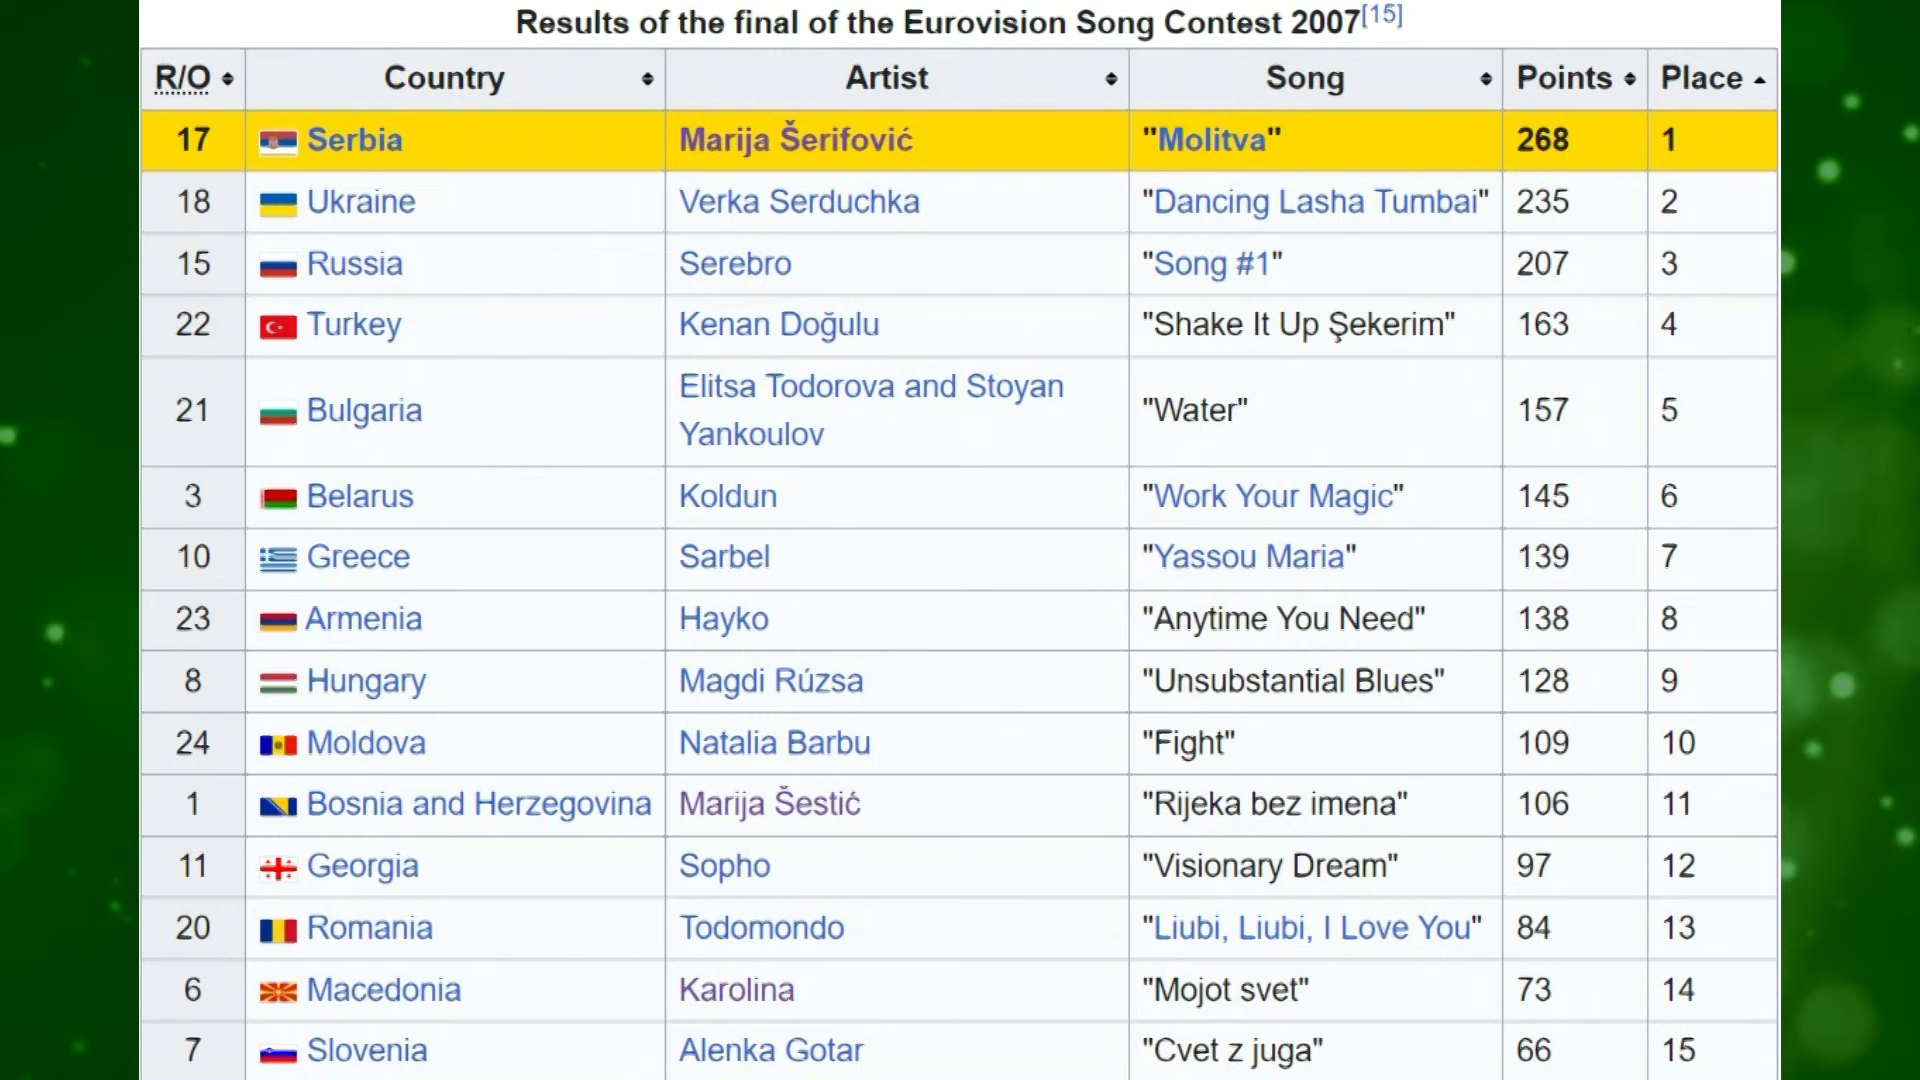 Results of the final of the Eurovision Song Contest 2007[15]
R/O Country Artist Song Points Place
17 Serbia Marija Šerifović "Molitva" 268 1
18 Ukraine Verka Serduchka "Dancing Lasha Tumbai" 235 2
15 Russia Serebro "Song #1" 207 3
22 Turkey Kenan Doğulu "Shake It Up Şekerim" 163 4
21 Bulgaria Elitsa Todorova and Stoyan
Yankoulov "Water" 157 5
3 Belarus Koldun "Work Your Magic" 145 6
10 Greece Sarbel "Yassou Maria" 139 7
23 Armenia Hayko "Anytime You Need" 138 8
8 Hungary Magdi Rúzsa "Unsubstantial Blues" 128 9
24 Moldova Natalia Barbu "Fight" 109 10
1 Bosnia and Herzegovina Marija Šestić "Rijeka bez imena" 106 11
11 Georgia Sopho "Visionary Dream" 97 12
20 Romania Todomondo "Liubi, Liubi, I Love You" 84 13
6 Macedonia Karolina "Mojot svet" 73 14
7 Slovenia Alenka Gotar "Cvet z juga" 66 15